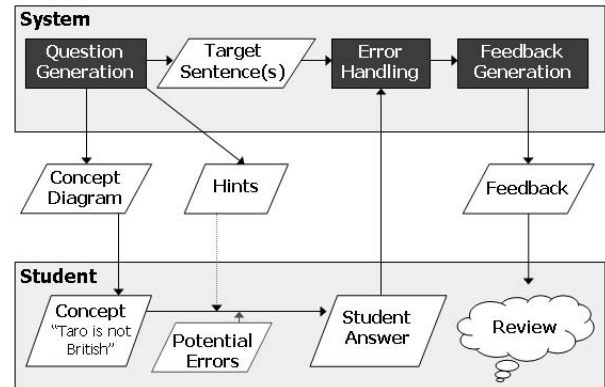 System
Question
Generation
Target
Sentence(s)
Error
Handling
Feedback
Generation
Concept
Diagram
Hints
Feedback
Student
Concept
"Taro is not
British"
Potential
Errors
Student
Answer
Review